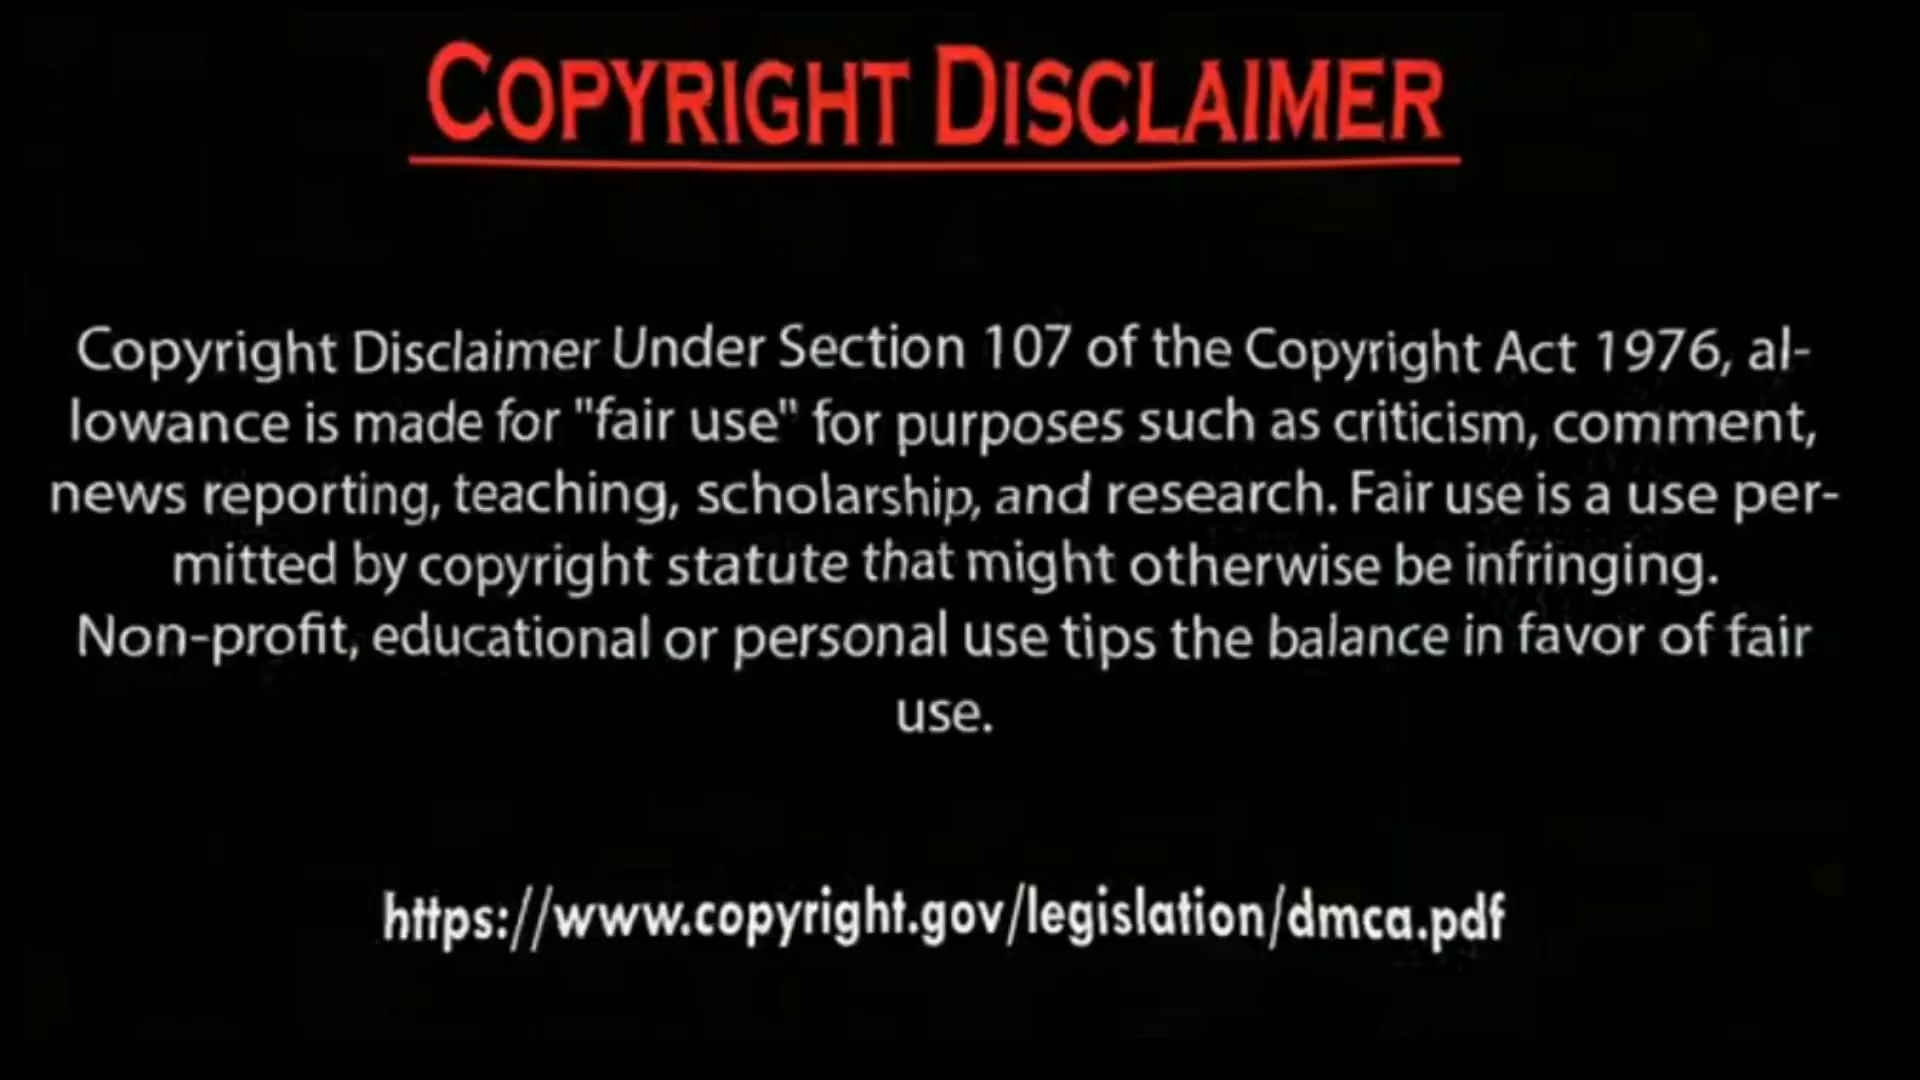 COPYRIGHT DISCLAIMER
Copyright Disclaimer Under Section 107 of the Copyright Act 1976, al-
lowance is made for "fair use" for purposes such as criticism, comment,
news reporting, teaching, scholarship, and research. Fair use is a use per-
mitted by copyright statute that might otherwise be infringing.
Non-profit, educational or personal use tips the balance in favor of fair
use.
https://www.copyright.gov/legislation/dmca.pdf